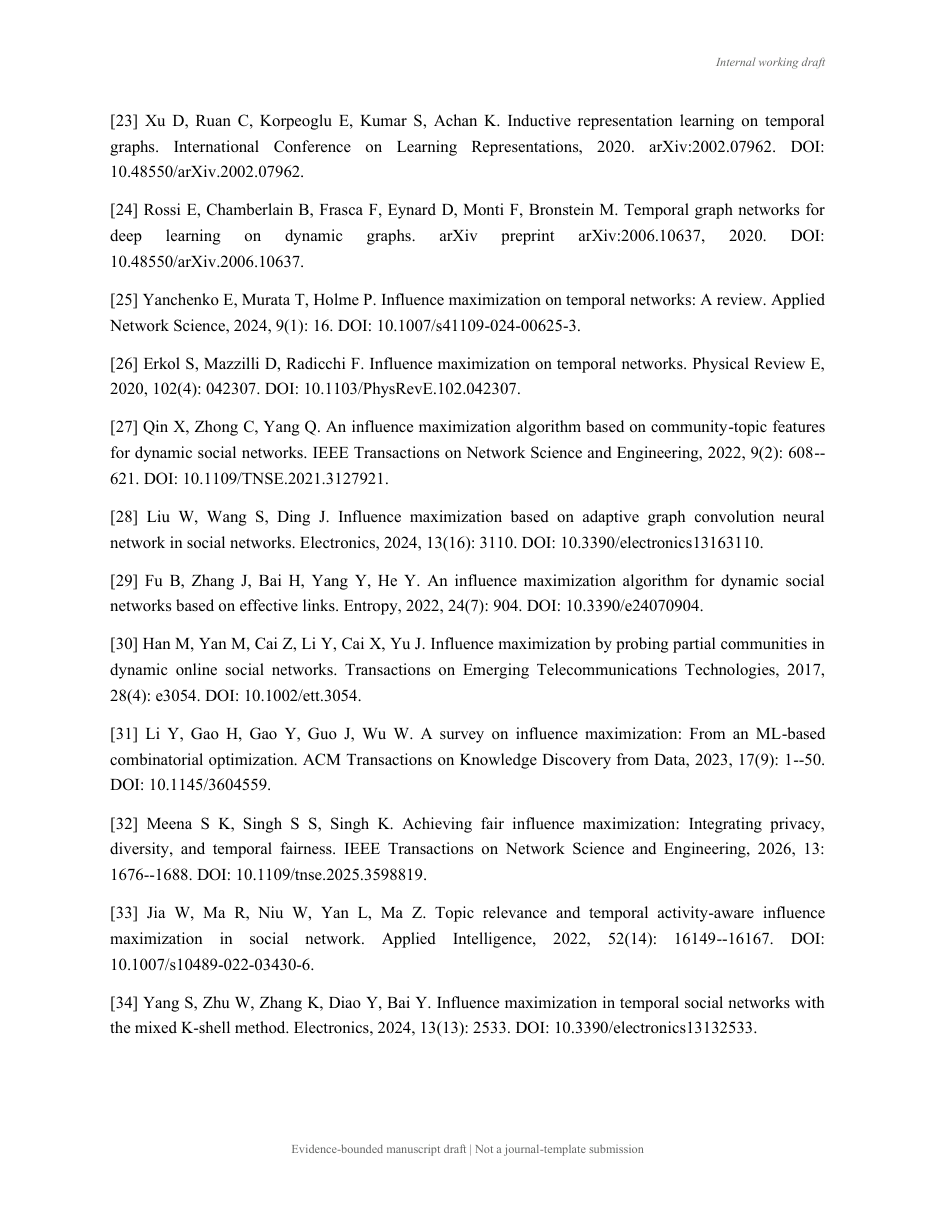 Internal working draft
[23] Xu D, Ruan C, Korpeoglu E, Kumar S, Achan K. Inductive representation learning on temporal
graphs. International Conference on Learning Representations, 2020. arXiv:2002.07962. DOI:
10.48550/arXiv.2002.07962.
[24] Rossi E, Chamberlain B, Frasca F, Eynard D, Monti F, Bronstein M. Temporal graph networks for
deep learning on dynamic graphs. arXiv preprint arXiv:2006.10637, 2020. DOI:
10.48550/arXiv.2006.10637.
[25] Yanchenko E, Murata T, Holme P. Influence maximization on temporal networks: A review. Applied
Network Science, 2024, 9(1): 16. DOI: 10.1007/s41109-024-00625-3.
[26] Erkol S, Mazzilli D, Radicchi F. Influence maximization on temporal networks. Physical Review E,
2020, 102(4): 042307. DOI: 10.1103/PhysRevE.102.042307.
[27] Qin X, Zhong C, Yang Q. An influence maximization algorithm based on community-topic features
for dynamic social networks. IEEE Transactions on Network Science and Engineering, 2022, 9(2): 608--
621. DOI: 10.1109/TNSE.2021.3127921.
[28] Liu W, Wang S, Ding J. Influence maximization based on adaptive graph convolution neural
network in social networks. Electronics, 2024, 13(16): 3110. DOI: 10.3390/electronics13163110.
[29] Fu B, Zhang J, Bai H, Yang Y, He Y. An influence maximization algorithm for dynamic social
networks based on effective links. Entropy, 2022, 24(7): 904. DOI: 10.3390/e24070904.
[30] Han M, Yan M, Cai Z, Li Y, Cai X, Yu J. Influence maximization by probing partial communities in
dynamic online social networks. Transactions on Emerging Telecommunications Technologies, 2017,
28(4): e3054. DOI: 10.1002/ett.3054.
[31] Li Y, Gao H, Gao Y, Guo J, Wu W. A survey on influence maximization: From an ML-based
combinatorial optimization. ACM Transactions on Knowledge Discovery from Data, 2023, 17(9): 1--50.
DOI: 10.1145/3604559.
[32] Meena S K, Singh S S, Singh K. Achieving fair influence maximization: Integrating privacy,
diversity, and temporal fairness. IEEE Transactions on Network Science and Engineering, 2026, 13:
1676--1688. DOI: 10.1109/tnse.2025.3598819.
[33] Jia W, Ma R, Niu W, Yan L, Ma Z. Topic relevance and temporal activity-aware influence
maximization in social network. Applied Intelligence, 2022, 52(14): 16149--16167. DOI:
10.1007/s10489-022-03430-6.
[34] Yang S, Zhu W, Zhang K, Diao Y, Bai Y. Influence maximization in temporal social networks with
the mixed K-shell method. Electronics, 2024, 13(13): 2533. DOI: 10.3390/electronics13132533.
Evidence-bounded manuscript draft | Not a journal-template submission